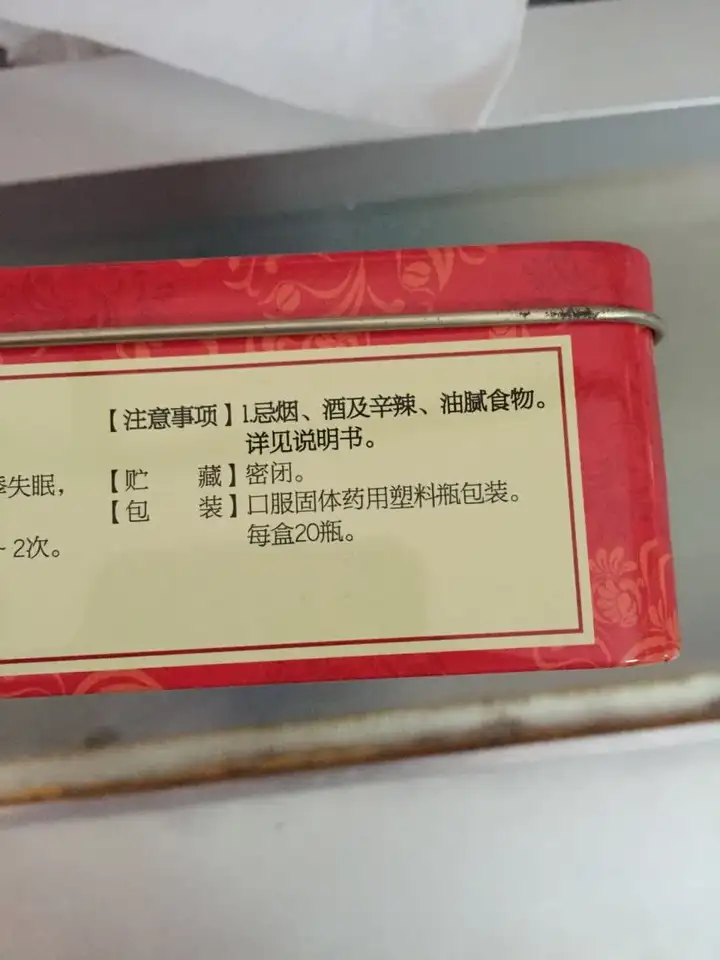 【注意事项】1.忌烟、酒及辛辣、油腻食物。
详见说明书。
失眠，
【贮 藏】密闭。
【包 装】口服固体药用塑料瓶包装。
每盒20瓶。
- 2次。